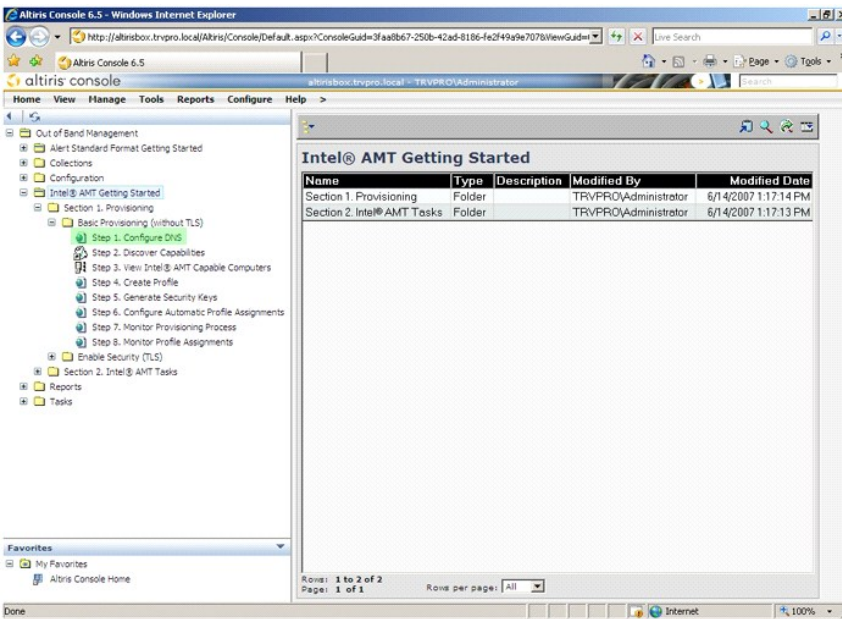 Altiris Console 6.5 - Windows Internet Explorer
http://altirisbox.trvpro.local/Altiris/Console/Default.aspx?ConsoleGuid=3faa8b67-250b-42ad-8186-fe2f49a9e7078&ViewGuid=
Live Search
Altiris Console 6.5
Page
Tools
altiris console
altirisbox.trvpro.local - TRVPRO\Administrator
Search
Home View Manage Tools Reports Configure Help >
Out of Band Management
Alert Standard Format Getting Started
Collections
Configuration
Intel® AMT Getting Started
Section 1. Provisioning
Basic Provisioning (without TLS)
Step 1. Configure DNS
Step 2. Discover Capabilities
Step 3. View Intel® AMT Capable Computers
Step 4. Create Profile
Step 5. Generate Security Keys
Step 6. Configure Automatic Profile Assignments
Step 7. Monitor Provisioning Process
Step 8. Monitor Profile Assignments
Enable Security (TLS)
Section 2. Intel® AMT Tasks
Reports
Tasks
Favorites
My Favorites
Altiris Console Home
Intel® AMT Getting Started
Name Type Description Modified By Modified Date
Section 1. Provisioning Folder TRVPRO\Administrator 6/14/2007 1:17:14 PM
Section 2. Intel® AMT Tasks Folder TRVPRO\Administrator 6/14/2007 1:17:13 PM
Rows: 1 to 2 of 2
Page: 1 of 1
Rows per page: All
Done
Internet
100%